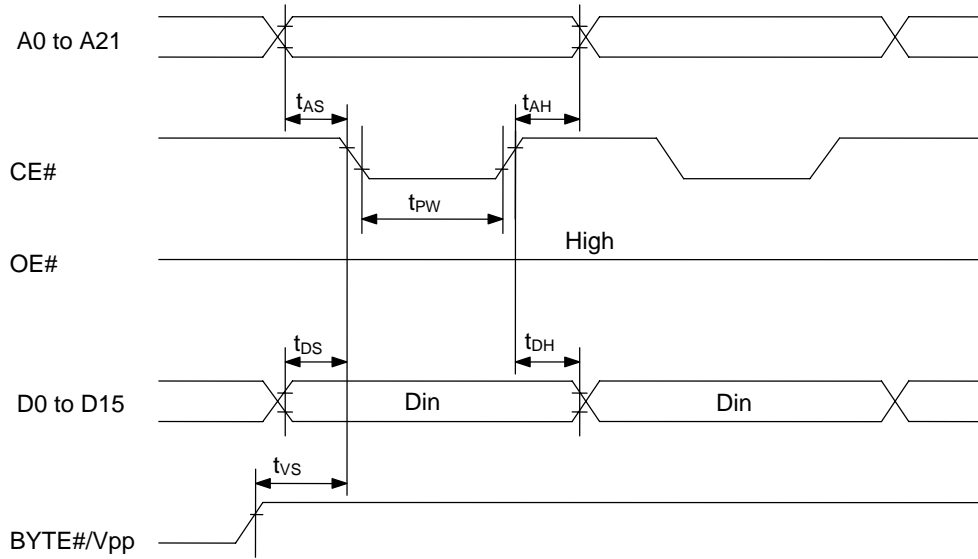 A0 to A21
tAS
tAH
CE#
tPW
High
OE#
tDS
tDH
D0 to D15
Din
Din
tVS
BYTE#/Vpp